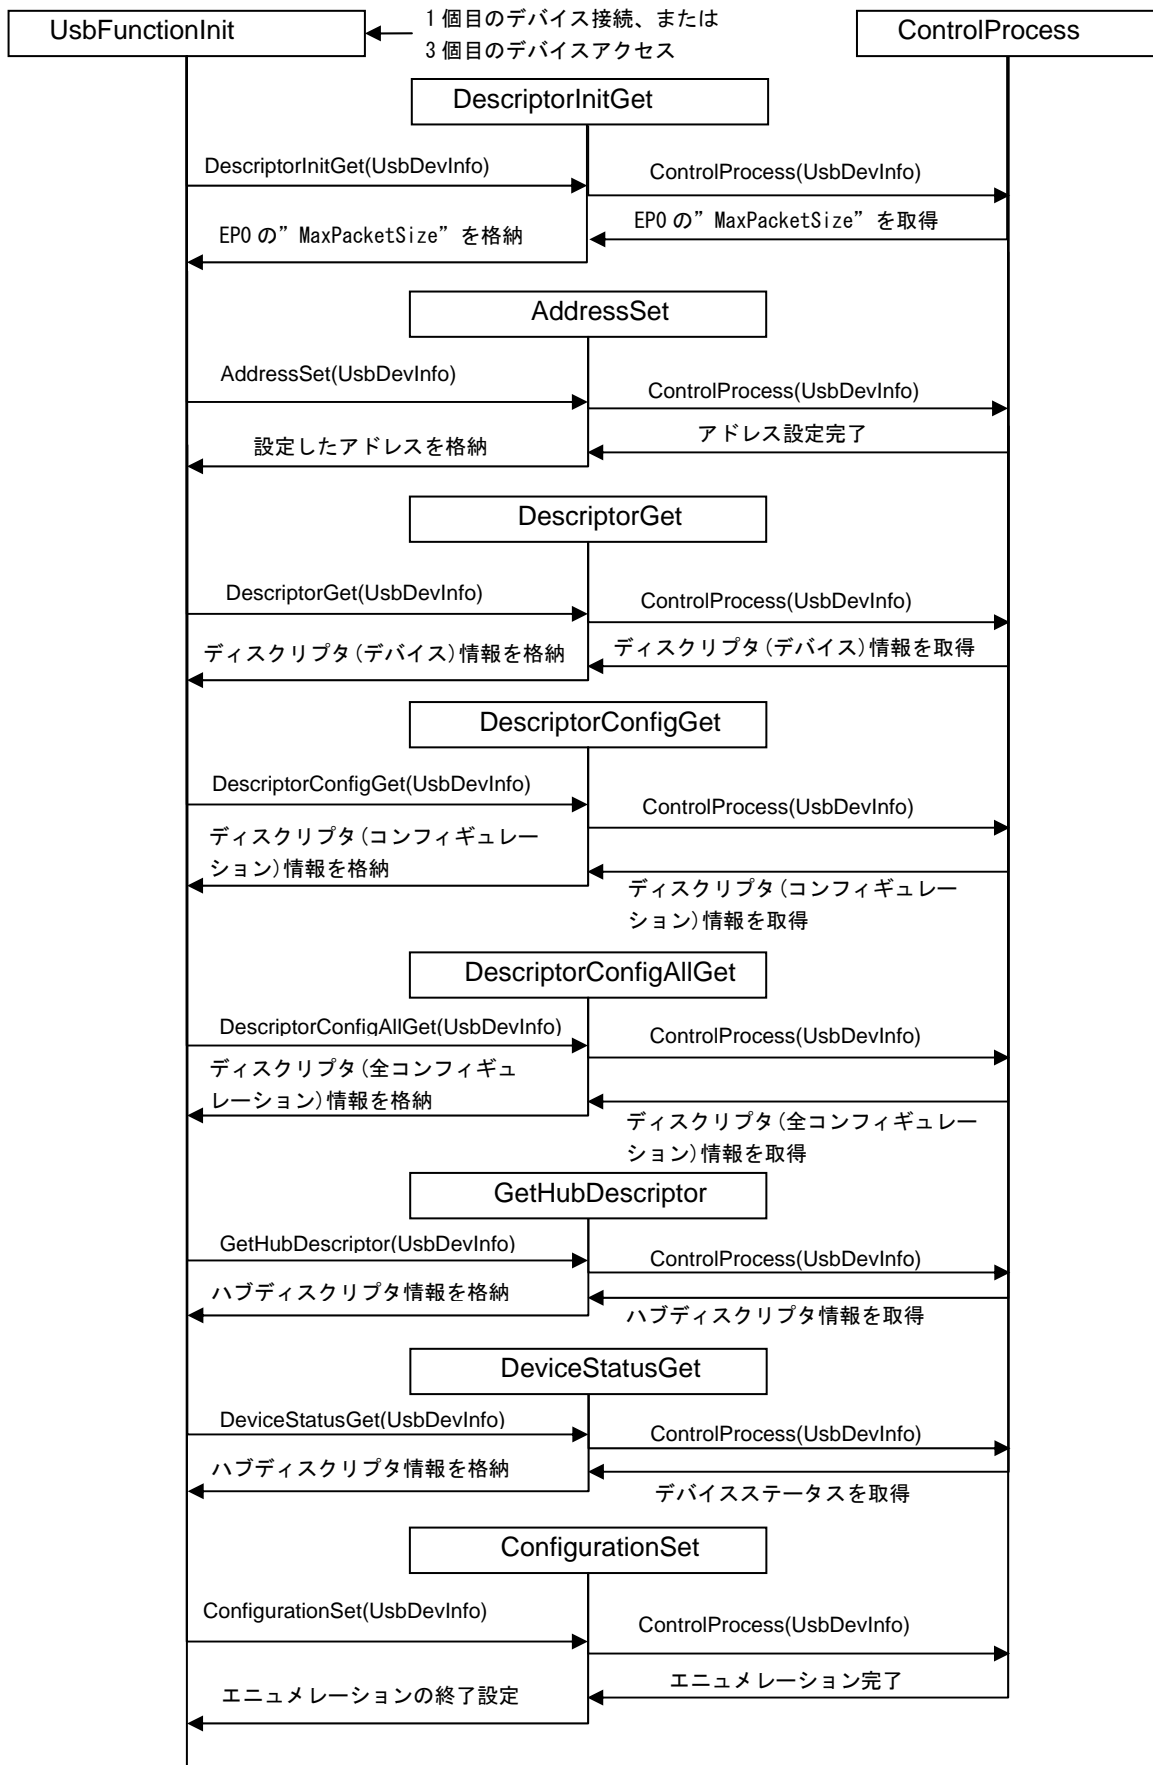 UsbFunctionInit
1個目のデバイス接続、または
3個目のデバイスアクセス
ControlProcess
DescriptorInitGet
DescriptorInitGet(UsbDevInfo)
ControlProcess(UsbDevInfo)
EP0の”MaxPacketSize”を取得
EP0の”MaxPacketSize”を格納
AddressSet
AddressSet(UsbDevInfo)
ControlProcess(UsbDevInfo)
アドレス設定完了
設定したアドレスを格納
DescriptorGet
DescriptorGet(UsbDevInfo)
ControlProcess(UsbDevInfo)
ディスクリプタ(デバイス)情報を取得
ディスクリプタ(デバイス)情報を格納
DescriptorConfigGet
DescriptorConfigGet(UsbDevInfo)
ControlProcess(UsbDevInfo)
ディスクリプタ(コンフィギュレー
ション)情報を格納
ディスクリプタ(コンフィギュレー
ション)情報を取得
DescriptorConfigAllGet
DescriptorConfigAllGet(UsbDevInfo)
ControlProcess(UsbDevInfo)
ディスクリプタ(全コンフィギュ
レーション)情報を格納
ディスクリプタ(全コンフィギュレー
ション)情報を取得
GetHubDescriptor
GetHubDescriptor(UsbDevInfo)
ControlProcess(UsbDevInfo)
ハブディスクリプタ情報を格納
ハブディスクリプタ情報を取得
DeviceStatusGet
DeviceStatusGet(UsbDevInfo)
ControlProcess(UsbDevInfo)
ハブディスクリプタ情報を格納
デバイスステータスを取得
ConfigurationSet
ConfigurationSet(UsbDevInfo)
ControlProcess(UsbDevInfo)
エニュメレーション完了
エニュメレーションの終了設定